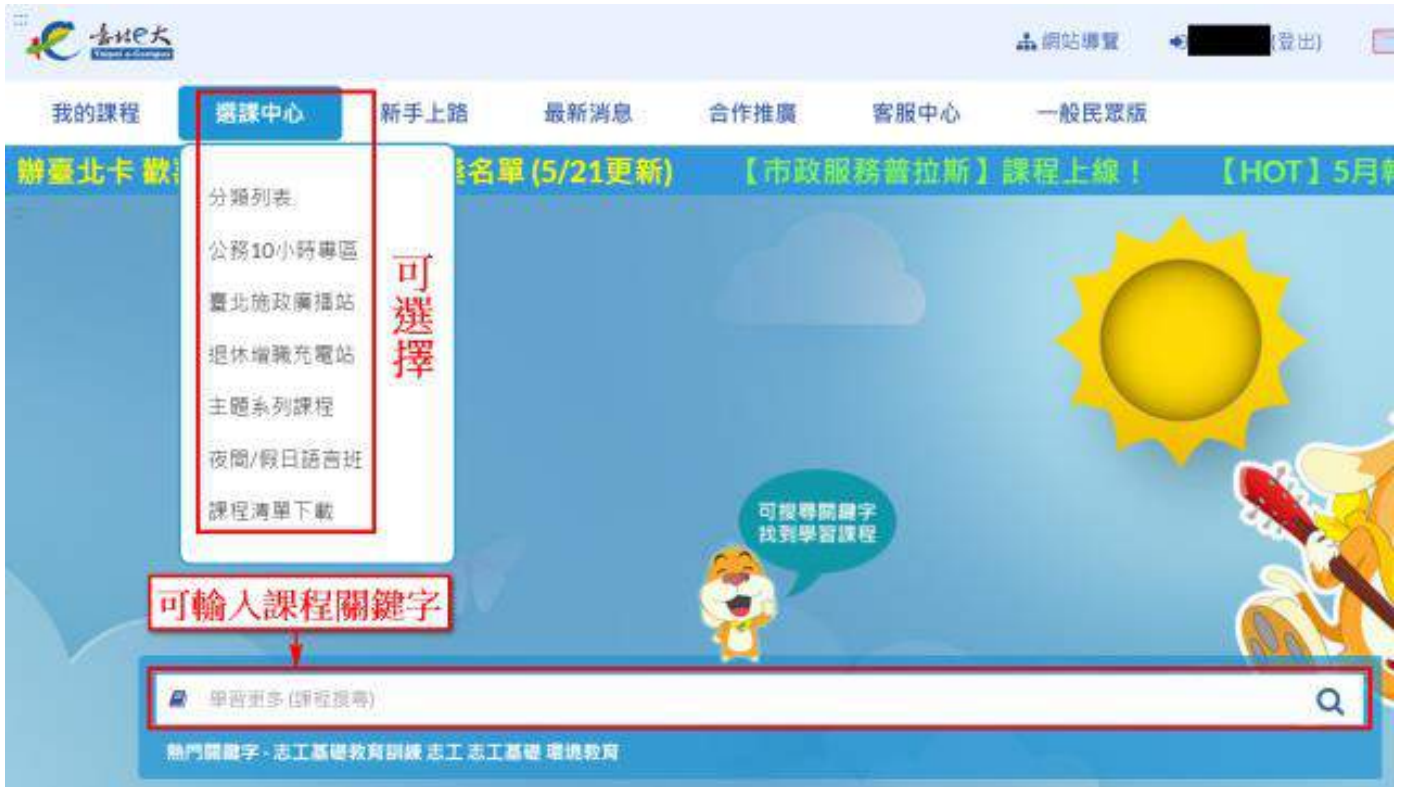 臺北e大
Taipei e-Campus
網站導覽
(登出)
我的課程 選課中心 新手上路 最新消息 合作推廣 客服中心 一般民眾版
辦臺北卡 歡 名單 (5/21更新) 【市政服務普拉斯】課程上線！ 【HOT】5月
分類列表
公務10小時專區
臺北施政廣播站
退休增職充電站
主題系列課程
夜間/假日語言班
課程清單下載
可選擇
可搜尋關鍵字
找到學習課程
可輸入課程關鍵字
學習更多 (課程搜尋)
熱門關鍵字 - 志工基礎教育訓練 志工 志工基礎 環境教育